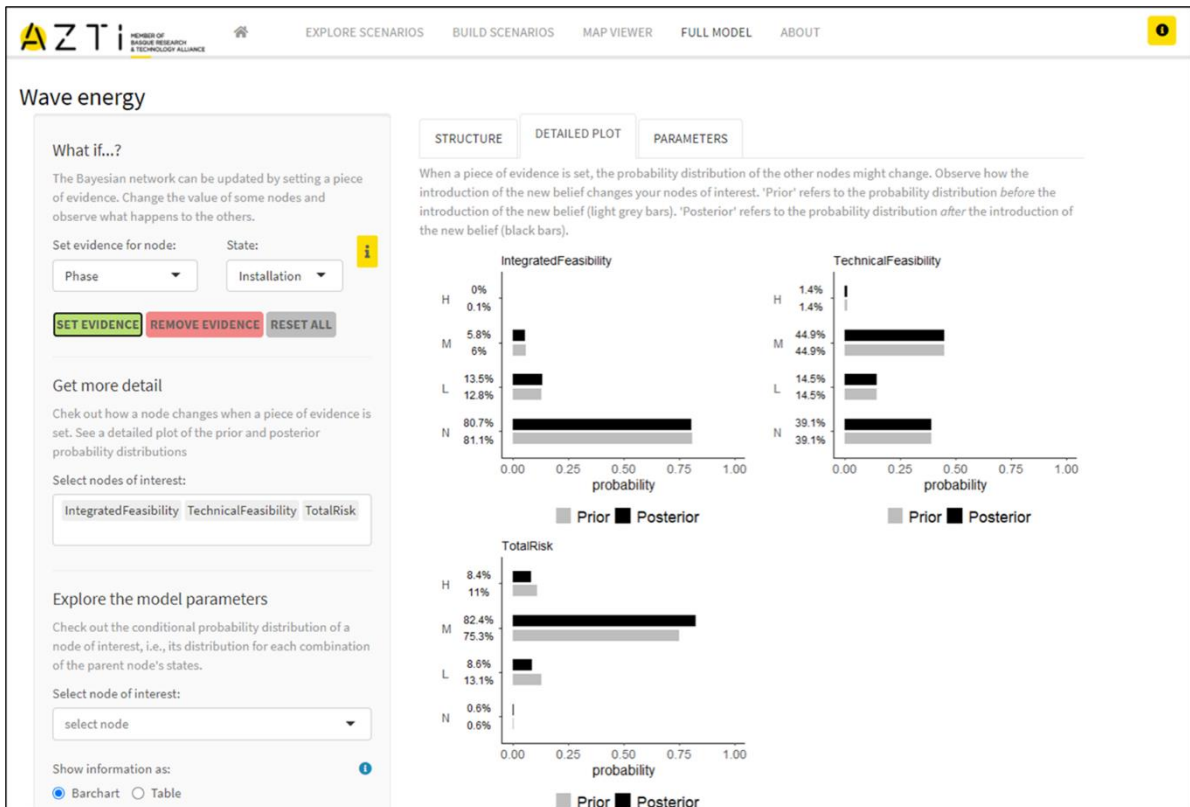 AZTi MEMBER OF
BASQUE RESEARCH
& TECHNOLOGY ALLIANCE
EXPLORE SCENARIOS BUILD SCENARIOS MAP VIEWER FULL MODEL ABOUT
i
Wave energy
What if...?
The Bayesian network can be updated by setting a piece
of evidence. Change the value of some nodes and
observe what happens to the others.
Set evidence for node: State:
i
Phase Installation
SET EVIDENCE REMOVE EVIDENCE RESET ALL
Get more detail
Chek out how a node changes when a piece of evidence is
set. See a detailed plot of the prior and posterior
probability distributions
Select nodes of interest:
IntegratedFeasibility TechnicalFeasibility TotalRisk
Explore the model parameters
Check out the conditional probability distribution of a
node of interest, i.e., its distribution for each combination
of the parent node's states.
Select node of interest:
select node
Show information as: i
Barchart Table
STRUCTURE DETAILED PLOT PARAMETERS
When a piece of evidence is set, the probability distribution of the other nodes might change. Observe how the
introduction of the new belief changes your nodes of interest. 'Prior' refers to the probability distribution before the
introduction of the new belief (light grey bars). 'Posterior' refers to the probability distribution after the introduction of
the new belief (black bars).
IntegratedFeasibility
H 0%
0.1%
M 5.8%
6%
L 13.5%
12.8%
N 80.7%
81.1%
0.00 0.25 0.50 0.75 1.00
probability
Prior Posterior
TechnicalFeasibility
H 1.4%
1.4%
M 44.9%
44.9%
L 14.5%
14.5%
N 39.1%
39.1%
0.00 0.25 0.50 0.75 1.00
probability
Prior Posterior
TotalRisk
H 8.4%
11%
M 82.4%
75.3%
L 8.6%
13.1%
N 0.6%
0.6%
0.00 0.25 0.50 0.75 1.00
probability
Prior Posterior